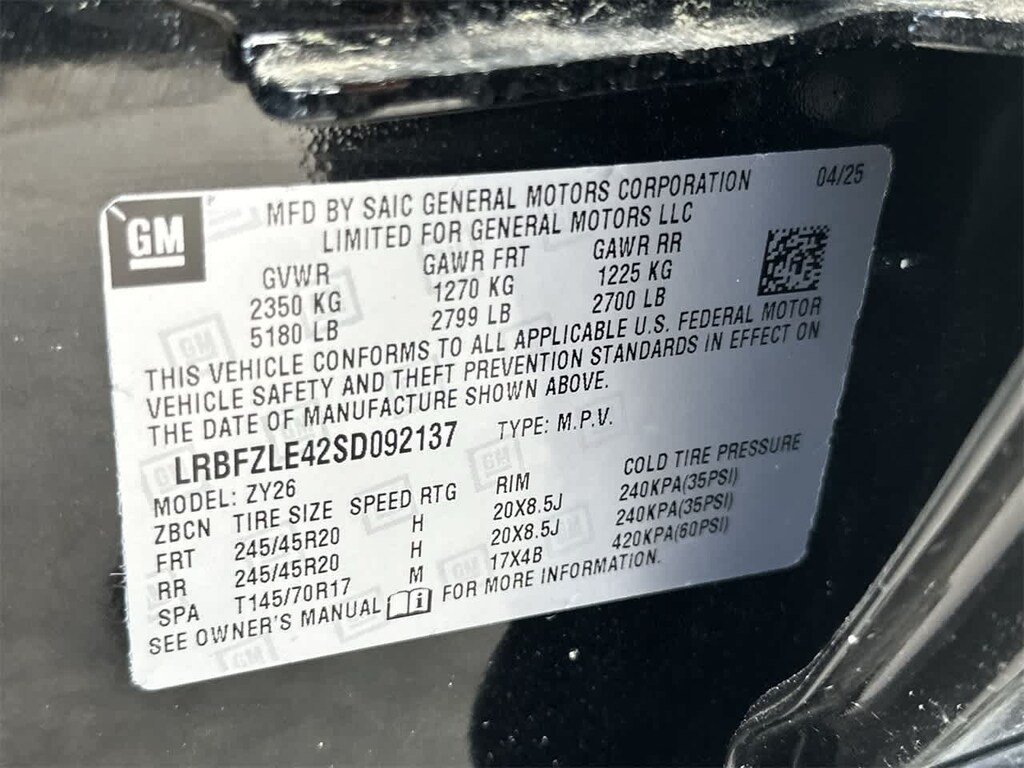 GM
MFD BY SAIC GENERAL MOTORS CORPORATION 04/25
LIMITED FOR GENERAL MOTORS LLC
GVWR GAWR FRT GAWR RR
2350 KG 1270 KG 1225 KG
5180 LB 2799 LB 2700 LB
THIS VEHICLE CONFORMS TO ALL APPLICABLE U.S. FEDERAL MOTOR
VEHICLE SAFETY AND THEFT PREVENTION STANDARDS IN EFFECT ON
THE DATE OF MANUFACTURE SHOWN ABOVE.
LRBFZLE42SD092137 TYPE: M.P.V.
MODEL: ZY26
ZBCN TIRE SIZE SPEED RTG RIM COLD TIRE PRESSURE
FRT 245/45R20 H 20X8.5J 240KPA(35PSI)
RR 245/45R20 H 20X8.5J 240KPA(35PSI)
SPA T145/70R17 M 17X4B 420KPA(60PSI)
SEE OWNER'S MANUAL FOR MORE INFORMATION.